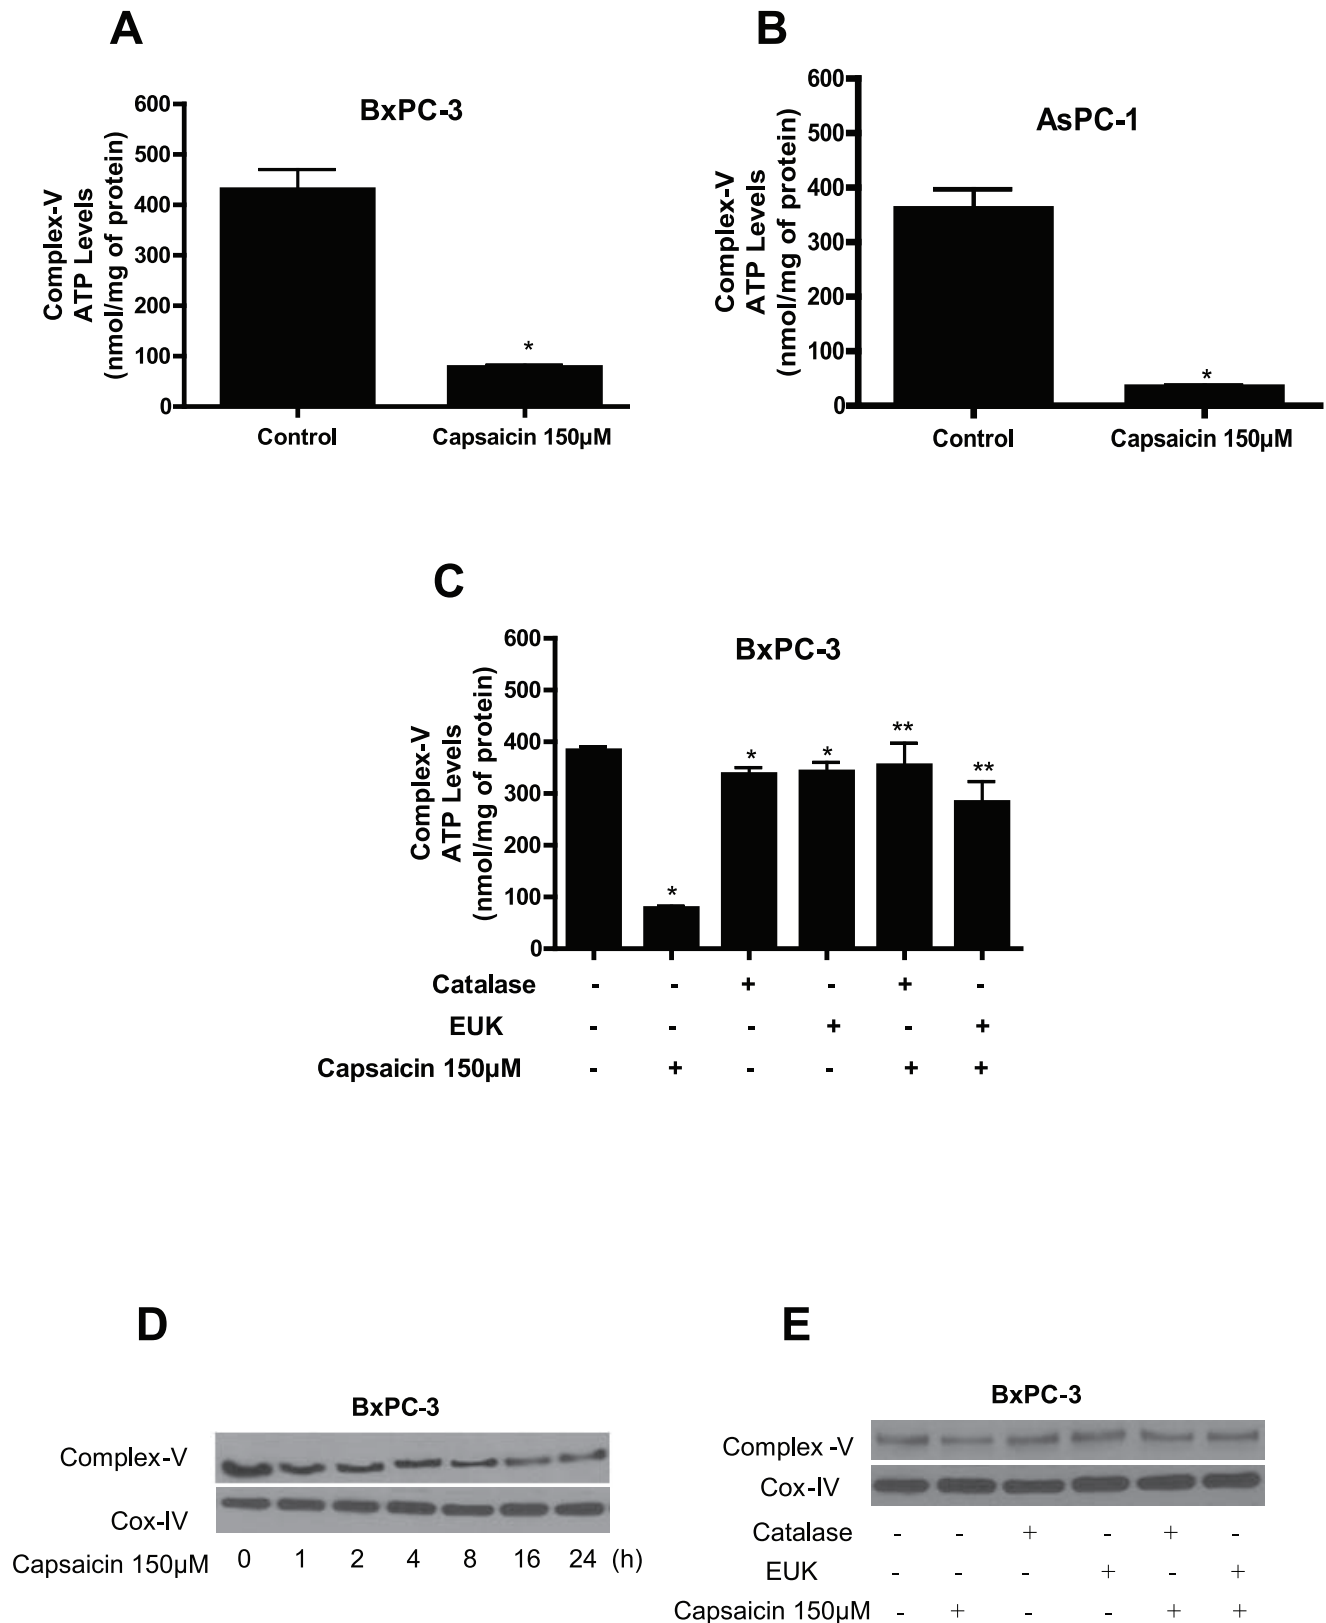 A
BxPC-3
Complex-V
ATP Levels
(nmol/mg of protein)
600
500
400
300
200
100
0
*
Control
Capsaicin 150µM
B
AsPC-1
Complex-V
ATP Levels
(nmol/mg of protein)
600
500
400
300
200
100
0
*
Control
Capsaicin 150µM
C
BxPC-3
Complex-V
ATP Levels
(nmol/mg of protein)
600
500
400
300
200
100
0
* * * ** **
Catalase - - + - + -
EUK - - - + - +
Capsaicin 150µM - + - - + +
D
BxPC-3
Complex-V
Cox-IV
Capsaicin 150µM 0 1 2 4 8 16 24 (h)
E
BxPC-3
Complex -V
Cox-IV
Catalase - - + - + -
EUK - - - + - +
Capsaicin 150µM - + - - + +